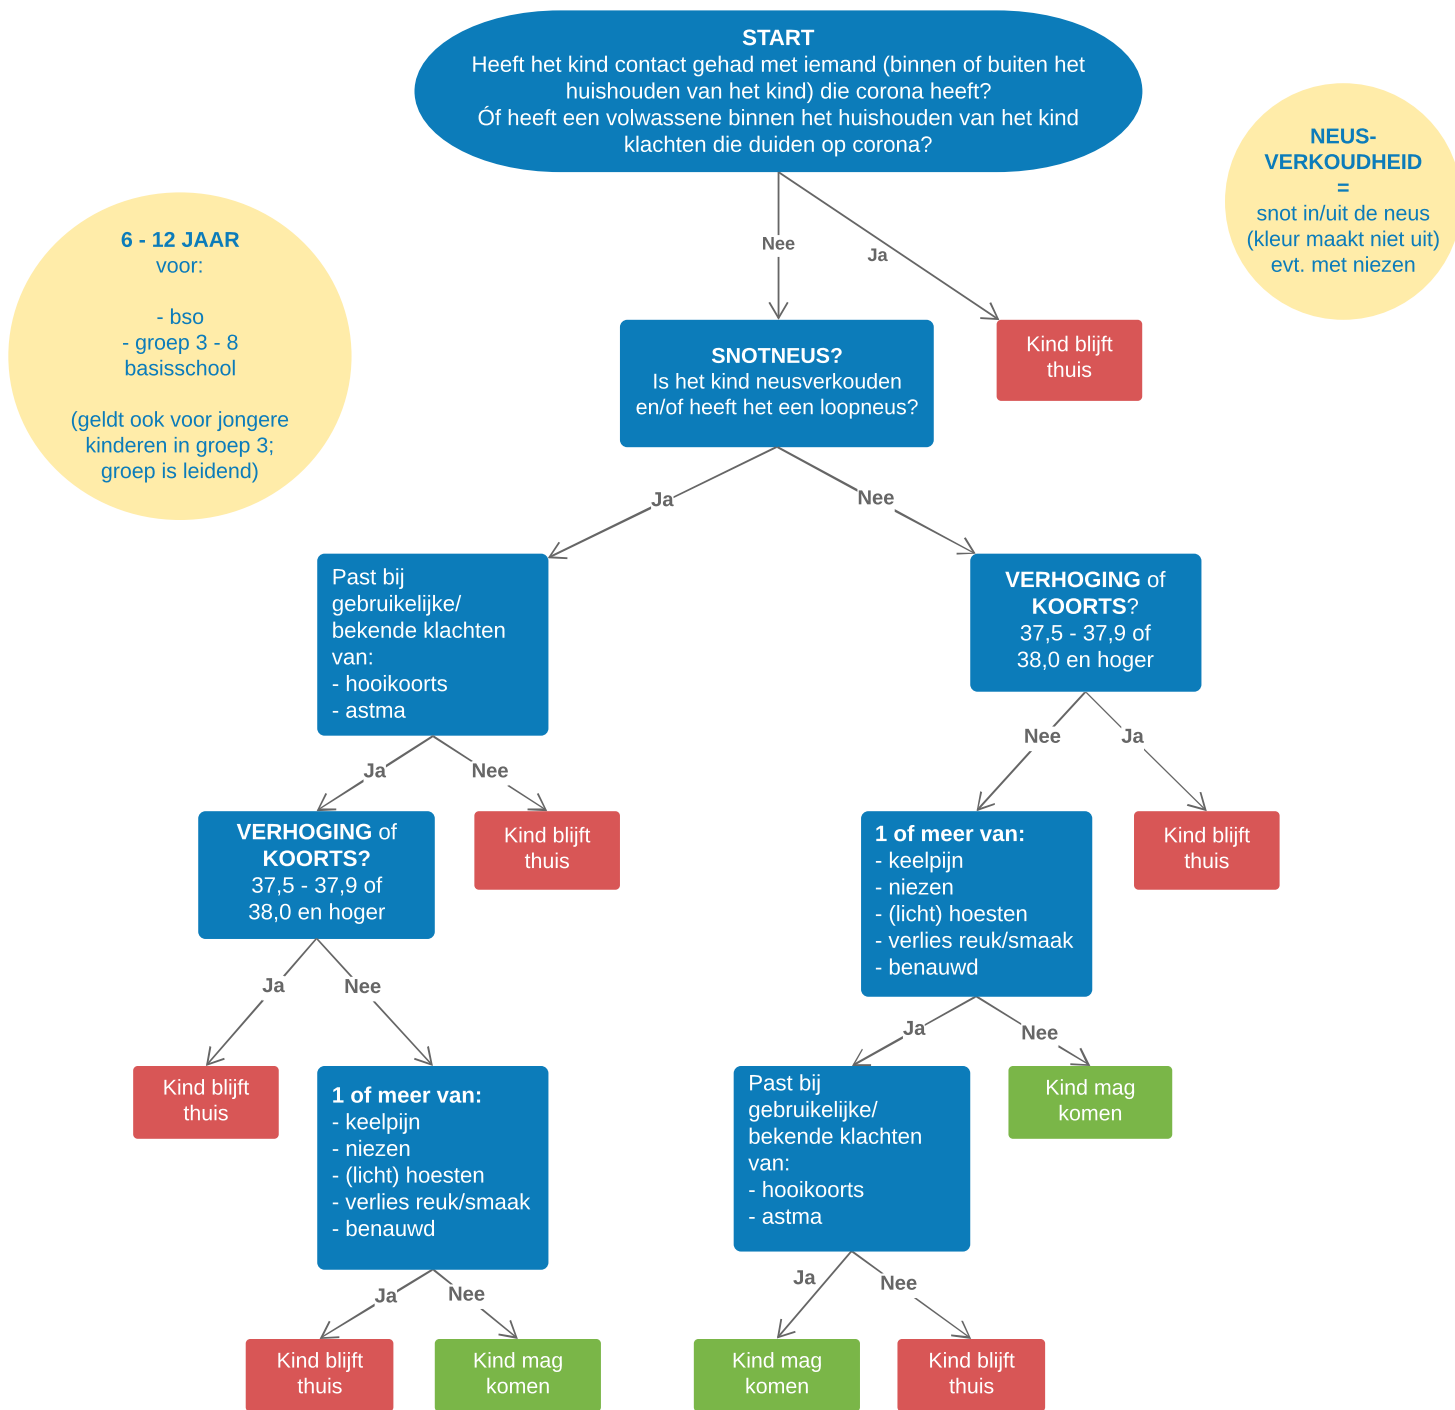 START
Heeft het kind contact gehad met iemand (binnen of buiten het
huishouden van het kind) die corona heeft?
Óf heeft een volwassene binnen het huishouden van het kind
klachten die duiden op corona?
NEUS-
VERKOUDHEID
=
snot in/uit de neus
(kleur maakt niet uit)
evt. met niezen
6 - 12 JAAR
voor:
- bso
- groep 3 - 8
basisschool
(geldt ook voor jongere
kinderen in groep 3;
groep is leidend)
Nee
Ja
SNOTNEUS?
Is het kind neusverkouden
en/of heeft het een loopneus?
Kind blijft
thuis
Ja
Nee
Past bij
gebruikelijke/
bekende klachten
van:
- hooikoorts
- astma
VERHOGING of
KOORTS?
37,5 - 37,9 of
38,0 en hoger
Ja
Nee
Nee
Ja
VERHOGING of
KOORTS?
37,5 - 37,9 of
38,0 en hoger
Kind blijft
thuis
1 of meer van:
- keelpijn
- niezen
- (licht) hoesten
- verlies reuk/smaak
- benauwd
Kind blijft
thuis
Ja
Nee
Ja
Nee
Kind blijft
thuis
1 of meer van:
- keelpijn
- niezen
- (licht) hoesten
- verlies reuk/smaak
- benauwd
Past bij
gebruikelijke/
bekende klachten
van:
- hooikoorts
- astma
Kind mag
komen
Ja
Nee
Ja
Nee
Kind blijft
thuis
Kind mag
komen
Kind mag
komen
Kind blijft
thuis